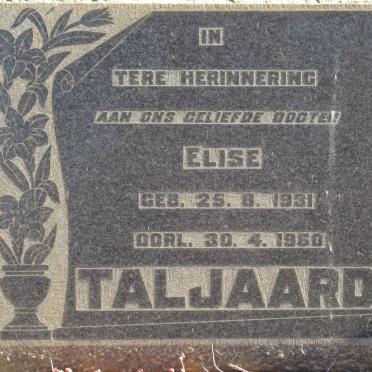 IN
TERE HERINNERING
AAN ONS GELIEFDE DOGTER
ELISE
GEB. 25. 8. 1931
OORL. 30. 4. 1960
TALJAARD